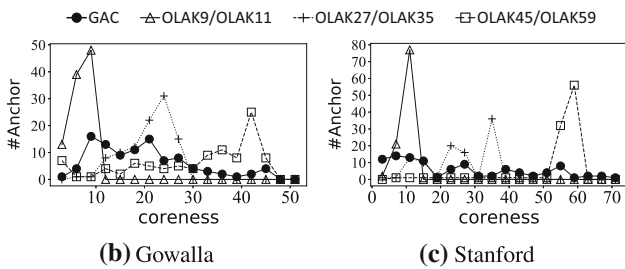 GAC OLAK9/OLAK11 OLAK27/OLAK35 OLAK45/OLAK59
50
40
30
20
10
0
#Anchor
10 20 30 40 50
coreness
(b) Gowalla
80
60
40
30
20
10
0
#Anchor
0 10 20 30 40 50 60 70
coreness
(c) Stanford